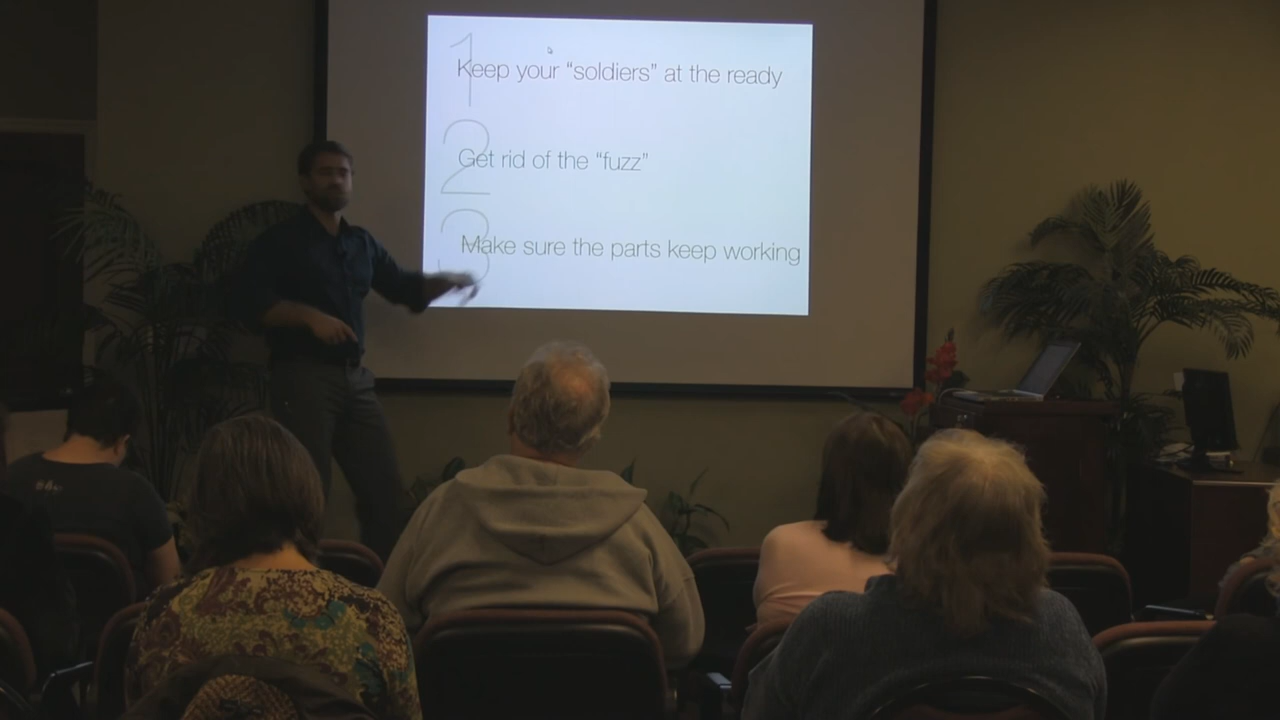 1 Keep your “soldiers” at the ready
2 Get rid of the “fuzz”
3 Make sure the parts keep working